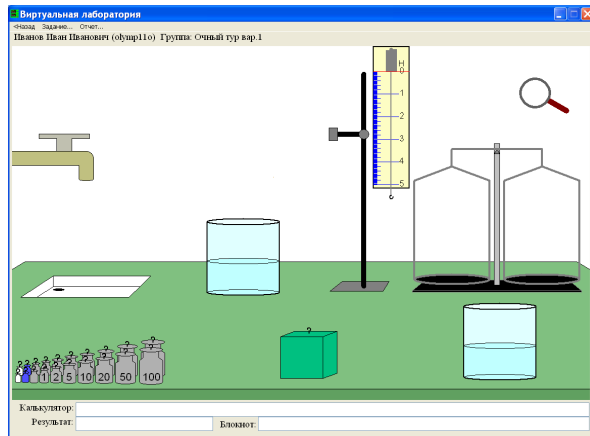 Виртуальная лаборатория
<Назад Задание... Отчет...
Иванов Иван Иванович (olymp11o) Группа: Очный тур вар.1
Н
0
1
2
3
4
5
?
? ? ? ? ? ? ? ? ? ?
1 2 5 10 20 50 100
Калькулятор:
Результат: Блокнот: